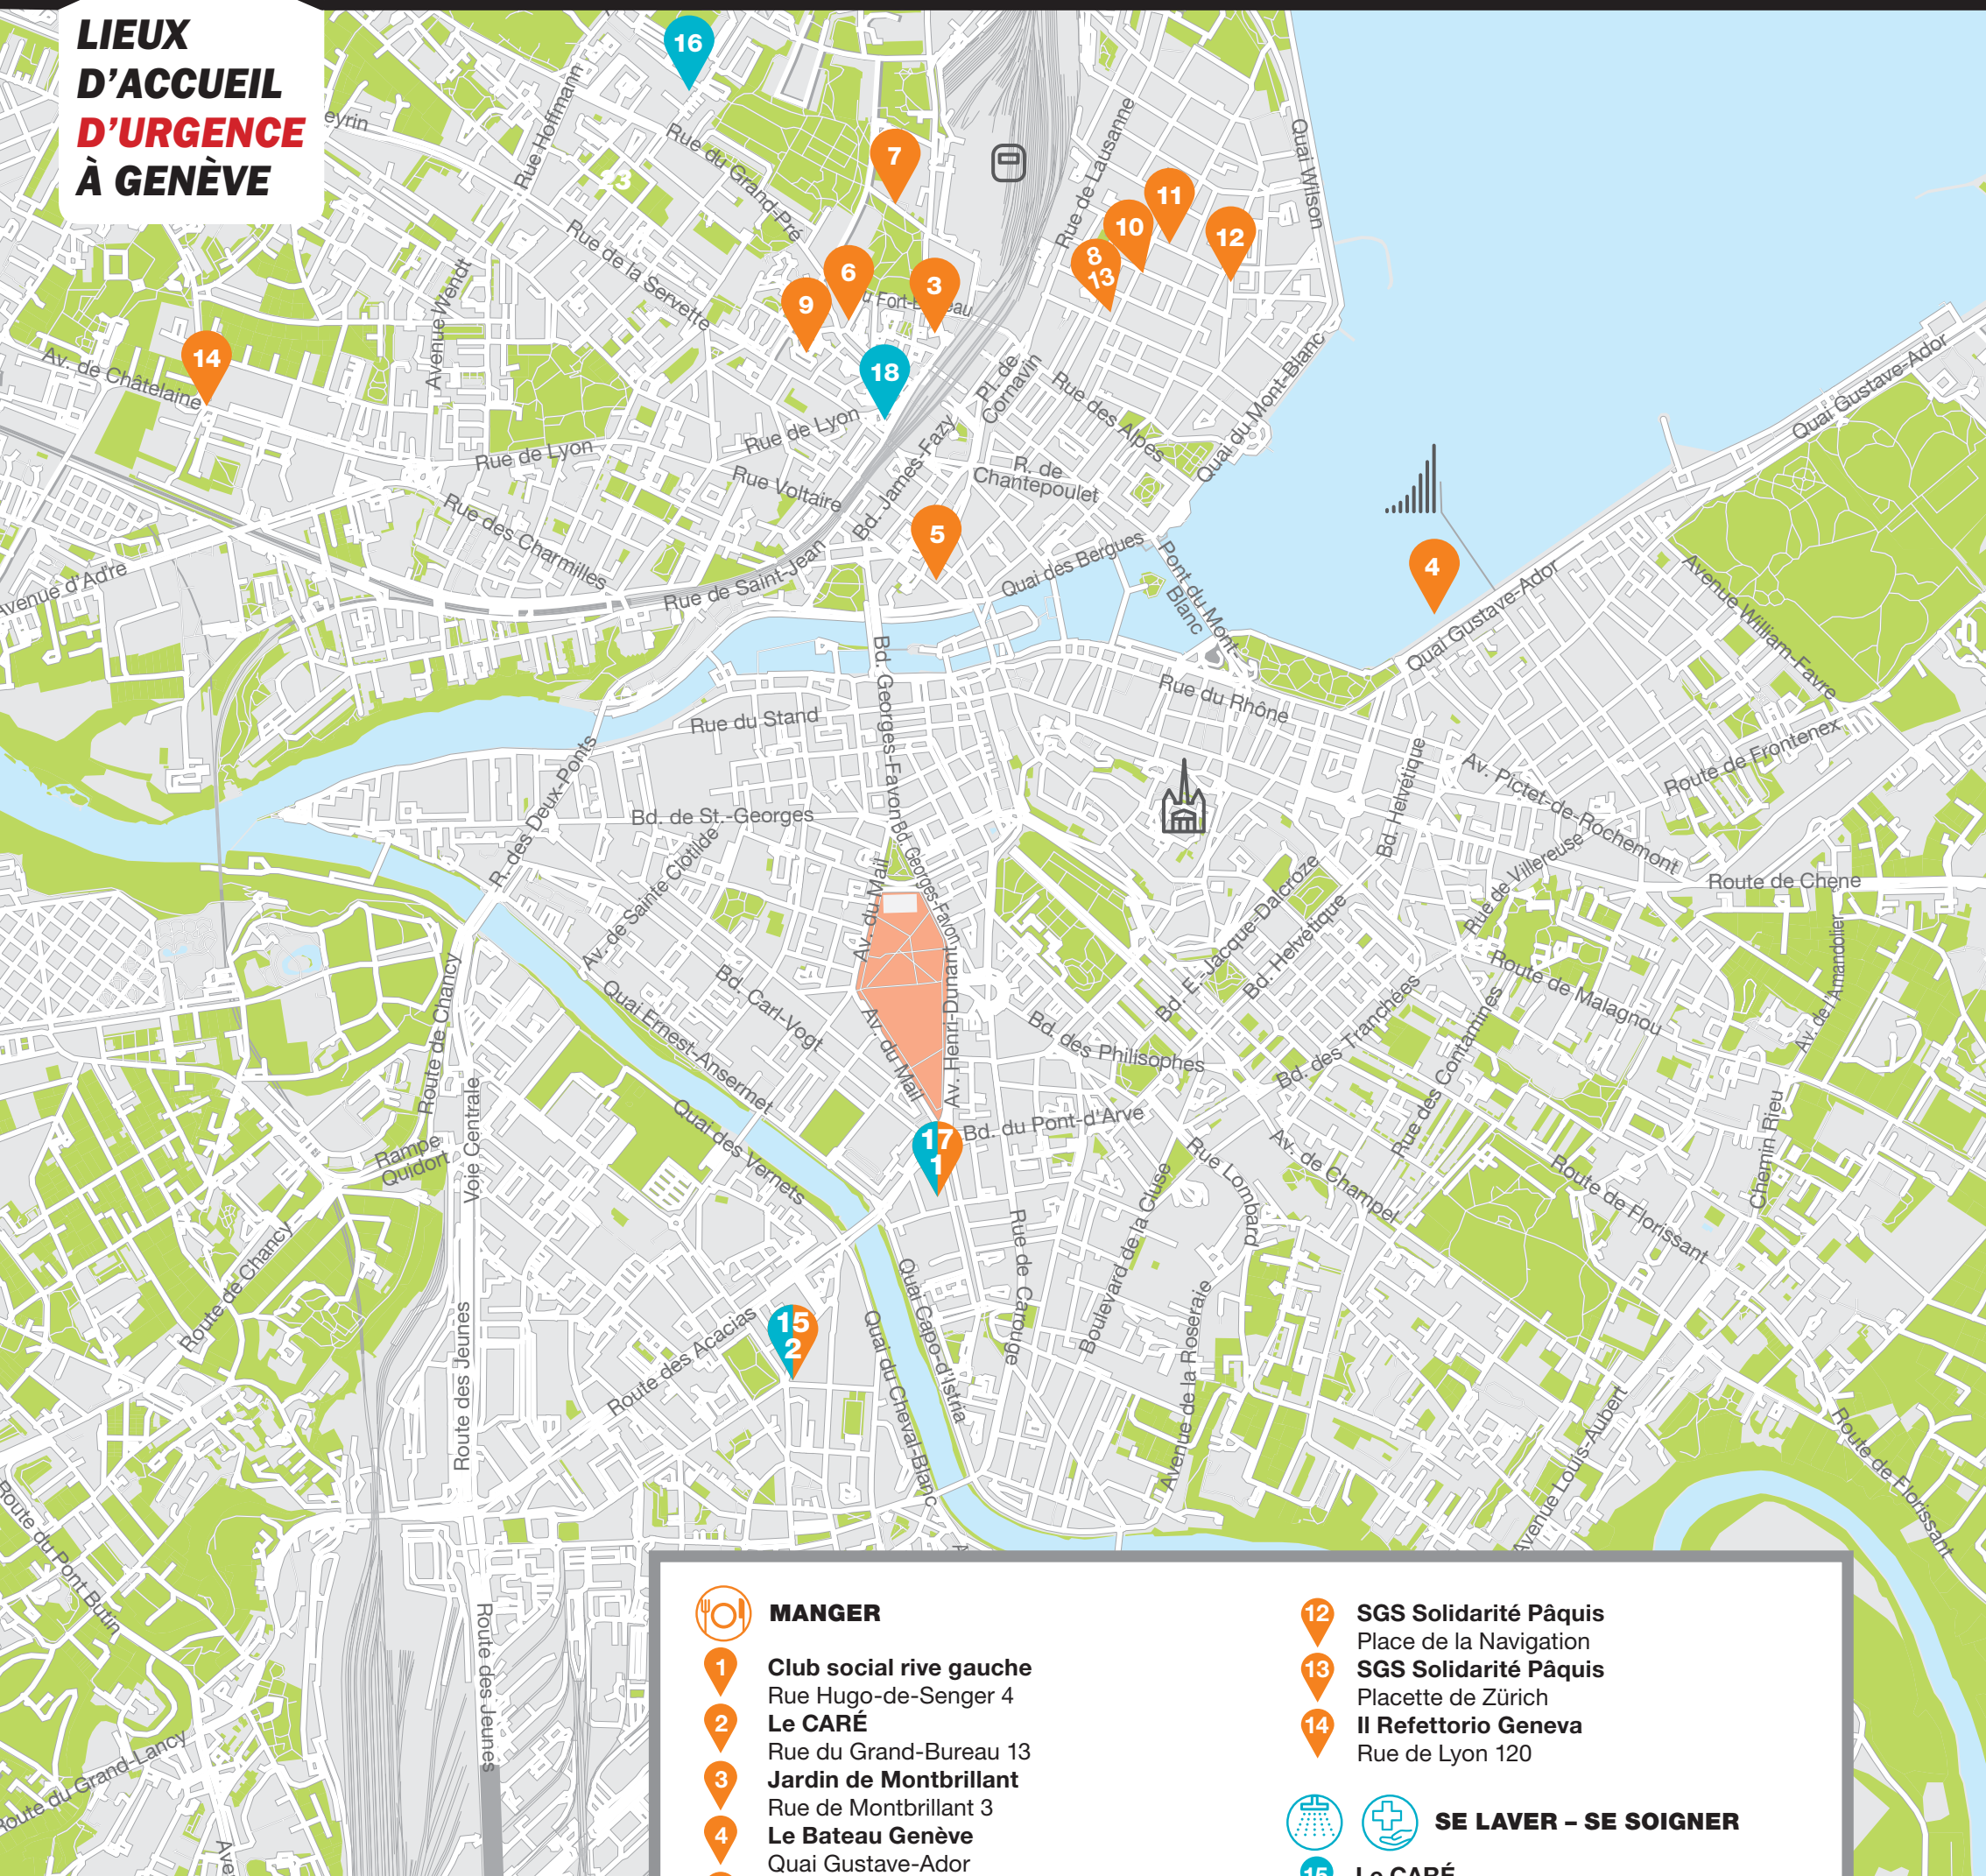 LIEUX
D'ACCUEIL
D'URGENCE
À GENÈVE
16
eyrin
Rue Hoffmann
23
Rue du Grand-Pré
7
Rue de Lausanne
Quai Wilson
11
10
12
8
13
Rue de la Servette
6
9
3
u Fort-B
eau
Avenue Wendt
14
Av. de Châtelaine
18
Pl. de
Cornavin
Rue des Alpes
Quai du Mont-Blanc
Quai Gustave-Ador
Rue de Lyon
Rue de Lyon
Rue Voltaire
Bd. James-Fazy
R. de
Chantepoulet
Rue des Charmilles
5
4
Avenue d'Adre
Rue de Saint-Jean
Quai des Bergues
Pont du Mont-
Blanc
Quai Gustave-Ador
Avenue William-Favre
Bd. Georges-Favon
Rue du Rhône
Rue du Stand
R. des Deux-Ponts
Bd. Helvétique
Av. Pictet-de-Rochemont
Route de Frontenex
Bd. de St.-Georges
Av. de Sainte Clotilde
Av. du Mail
Bd. Georges-Favon
Rue de Villereuse
Route de Chene
Bd. E.-Jacque-Dalcroze
Bd. Helvétique
Av. de l'Amandolier
Route de Malagnou
Route de Chancy
Quai Ernest-Ansermet
Bd. Carl-Vogt
Av. du Mail
Av. Henri-Dunant
Bd. des Philisophes
Bd. des Tranchées
Rue des Contamines
Voie Centrale
Quai des Vernets
Bd. du Pont-d'Arve
Chemin Rieu
Rampe
Quidort
17
1
Rue Lombard
Av. de Champel
Route de Florissant
Route de Chancy
Rue de Carouge
Boulevard de la Cluse
Quai Capo-d'Istria
Avenue de la Roseraie
15
2
Route des Acacias
Quai du Cheval-Blanc
Route des Jeunes
Avenue Louis-Aubert
Route de Florissant
Route du Pont Butin
Route des Jeunes
Route du Grand-Lancy
Ave
MANGER
1 Club social rive gauche
Rue Hugo-de-Senger 4
2 Le CARÉ
Rue du Grand-Bureau 13
3 Jardin de Montbrillant
Rue de Montbrillant 3
4 Le Bateau Genève
Quai Gustave-Ador
12 SGS Solidarité Pâquis
Place de la Navigation
13 SGS Solidarité Pâquis
Placette de Zürich
14 Il Refettorio Geneva
Rue de Lyon 120
SE LAVER – SE SOIGNER
15 Le CARÉ